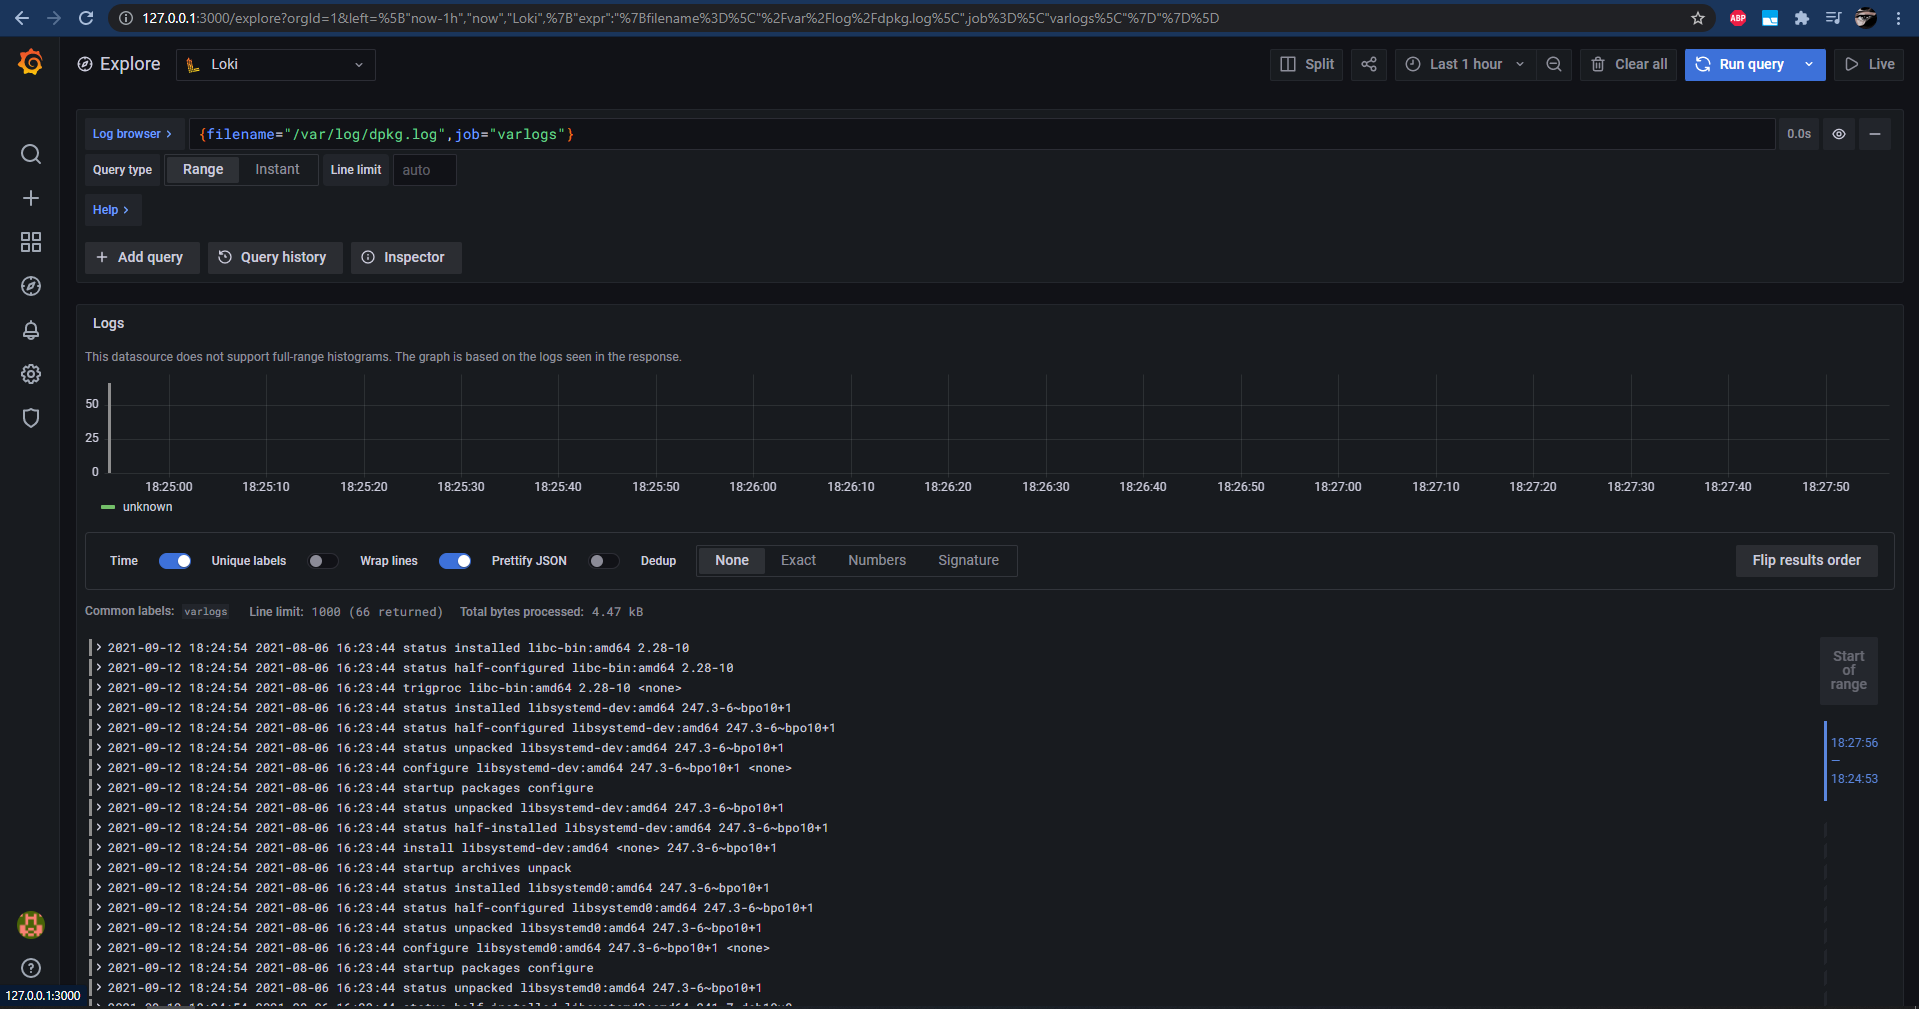 127.0.0.1:3000/explore?orgId=1&left=%5B"now-1h","now","Loki",%7B"expr":"%7Bfilename%3D%5C"%2Fvar%2Flog%2Fdpkg.log%5C",job%3D%5C"varlogs%5C"%7D"%7D%5D
ABP
Explore Loki Split Last 1 hour Clear all Run query Live
Log browser > {filename="/var/log/dpkg.log",job="varlogs"} 0.0s
Query type Range Instant Line limit auto
Help >
+ Add query Query history Inspector
Logs
This datasource does not support full-range histograms. The graph is based on the logs seen in the response.
50
25
0
18:25:00 18:25:10 18:25:20 18:25:30 18:25:40 18:25:50 18:26:00 18:26:10 18:26:20 18:26:30 18:26:40 18:26:50 18:27:00 18:27:10 18:27:20 18:27:30 18:27:40 18:27:50
unknown
Time Unique labels Wrap lines Prettify JSON Dedup None Exact Numbers Signature Flip results order
Common labels: varlogs Line limit: 1000 (66 returned) Total bytes processed: 4.47 kB
> 2021-09-12 18:24:54 2021-08-06 16:23:44 status installed libc-bin:amd64 2.28-10
> 2021-09-12 18:24:54 2021-08-06 16:23:44 status half-configured libc-bin:amd64 2.28-10
> 2021-09-12 18:24:54 2021-08-06 16:23:44 trigproc libc-bin:amd64 2.28-10 <none>
> 2021-09-12 18:24:54 2021-08-06 16:23:44 status installed libsystemd-dev:amd64 247.3-6~bpo10+1
> 2021-09-12 18:24:54 2021-08-06 16:23:44 status half-configured libsystemd-dev:amd64 247.3-6~bpo10+1
> 2021-09-12 18:24:54 2021-08-06 16:23:44 status unpacked libsystemd-dev:amd64 247.3-6~bpo10+1
> 2021-09-12 18:24:54 2021-08-06 16:23:44 configure libsystemd-dev:amd64 247.3-6~bpo10+1 <none>
> 2021-09-12 18:24:54 2021-08-06 16:23:44 startup packages configure
> 2021-09-12 18:24:54 2021-08-06 16:23:44 status unpacked libsystemd-dev:amd64 247.3-6~bpo10+1
> 2021-09-12 18:24:54 2021-08-06 16:23:44 status half-installed libsystemd-dev:amd64 247.3-6~bpo10+1
> 2021-09-12 18:24:54 2021-08-06 16:23:44 install libsystemd-dev:amd64 <none> 247.3-6~bpo10+1
> 2021-09-12 18:24:54 2021-08-06 16:23:44 startup archives unpack
> 2021-09-12 18:24:54 2021-08-06 16:23:44 status installed libsystemd0:amd64 247.3-6~bpo10+1
> 2021-09-12 18:24:54 2021-08-06 16:23:44 status half-configured libsystemd0:amd64 247.3-6~bpo10+1
> 2021-09-12 18:24:54 2021-08-06 16:23:44 status unpacked libsystemd0:amd64 247.3-6~bpo10+1
> 2021-09-12 18:24:54 2021-08-06 16:23:44 configure libsystemd0:amd64 247.3-6~bpo10+1 <none>
> 2021-09-12 18:24:54 2021-08-06 16:23:44 startup packages configure
> 2021-09-12 18:24:54 2021-08-06 16:23:44 status unpacked libsystemd0:amd64 247.3-6~bpo10+1
Start
of
range
18:27:56
—
18:24:53
127.0.0.1:3000